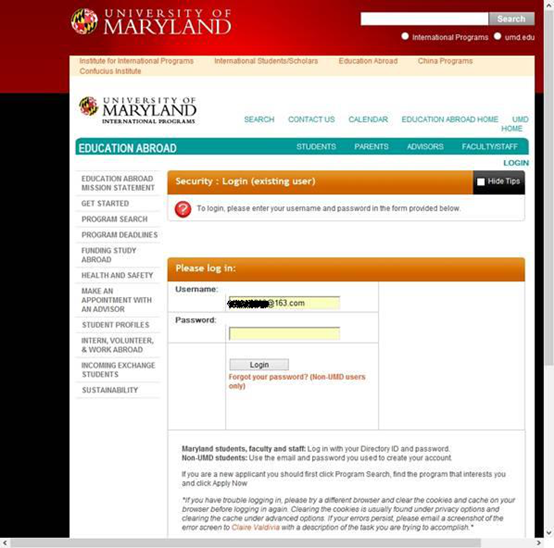 UNIVERSITY OF
MARYLAND
Search
International Programs
umd.edu
Institute for International Programs
International Students/Scholars
Education Abroad
China Programs
Confucius Institute
UNIVERSITY OF
MARYLAND
INTERNATIONAL PROGRAMS
SEARCH
CONTACT US
CALENDAR
EDUCATION ABROAD HOME
UMD
HOME
EDUCATION ABROAD
STUDENTS
PARENTS
ADVISORS
FACULTY/STAFF
LOGIN
EDUCATION ABROAD
MISSION STATEMENT
GET STARTED
PROGRAM SEARCH
PROGRAM DEADLINES
FUNDING STUDY
ABROAD
HEALTH AND SAFETY
MAKE AN
APPOINTMENT WITH
AN ADVISOR
STUDENT PROFILES
INTERN, VOLUNTEER,
& WORK ABROAD
INCOMING EXCHANGE
STUDENTS
SUSTAINABILITY
Security : Login (existing user)
Hide Tips
?
To login, please enter your username and password in the form provided below.
Please log in:
Username:
@163.com
Password:
Login
Forgot your password? (Non-UMD users
only)
Maryland students, faculty and staff: Log in with your Directory ID and password.
Non-UMD students: Use the email and password you used to create your account.
If you are a new applicant you should first click Program Search, find the program that interests you
and click Apply Now
*If you have trouble logging in, please try a different browser and clear the cookies and cache on your
browser before logging in again. Clearing the cookies is usually found under privacy options and
clearing the cache under advanced options. If your errors persist, please email a screenshot of the
error screen to Claire Valdivia with a description of the task you are trying to accomplish.*